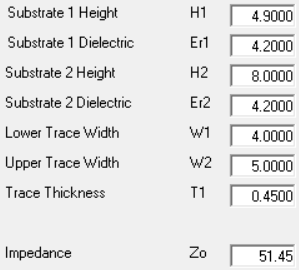 Substrate 1 Height H1 4.9000
Substrate 1 Dielectric Er1 4.2000
Substrate 2 Height H2 8.0000
Substrate 2 Dielectric Er2 4.2000
Lower Trace Width W1 4.0000
Upper Trace Width W2 5.0000
Trace Thickness T1 0.4500
Impedance Zo 51.45